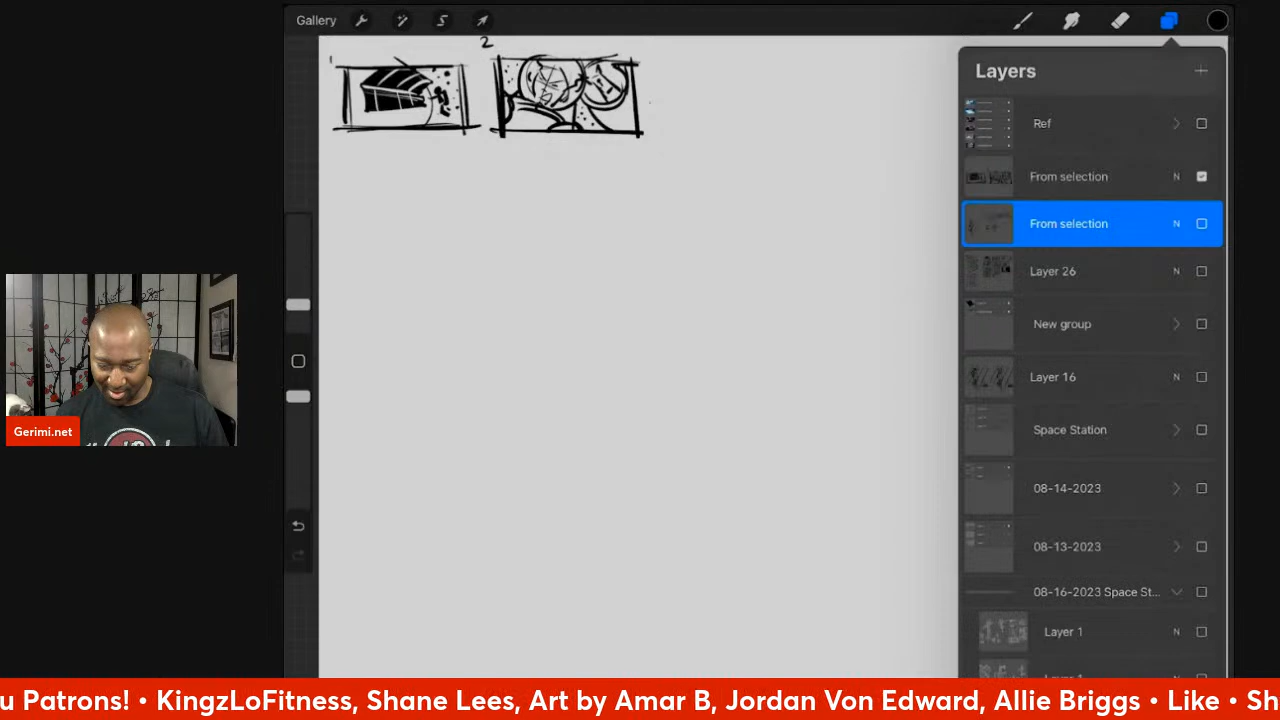 Gallery
Layers
Ref
From selection N
From selection N
Layer 26 N
New group
Layer 16 N
Space Station
08-14-2023
08-13-2023
08-16-2023 Space St...
Layer 1 N
1
2
Gerimi.net
u Patrons! • KingzLoFitness, Shane Lees, Art by Amar B, Jordan Von Edward, Allie Briggs • Like • Sh